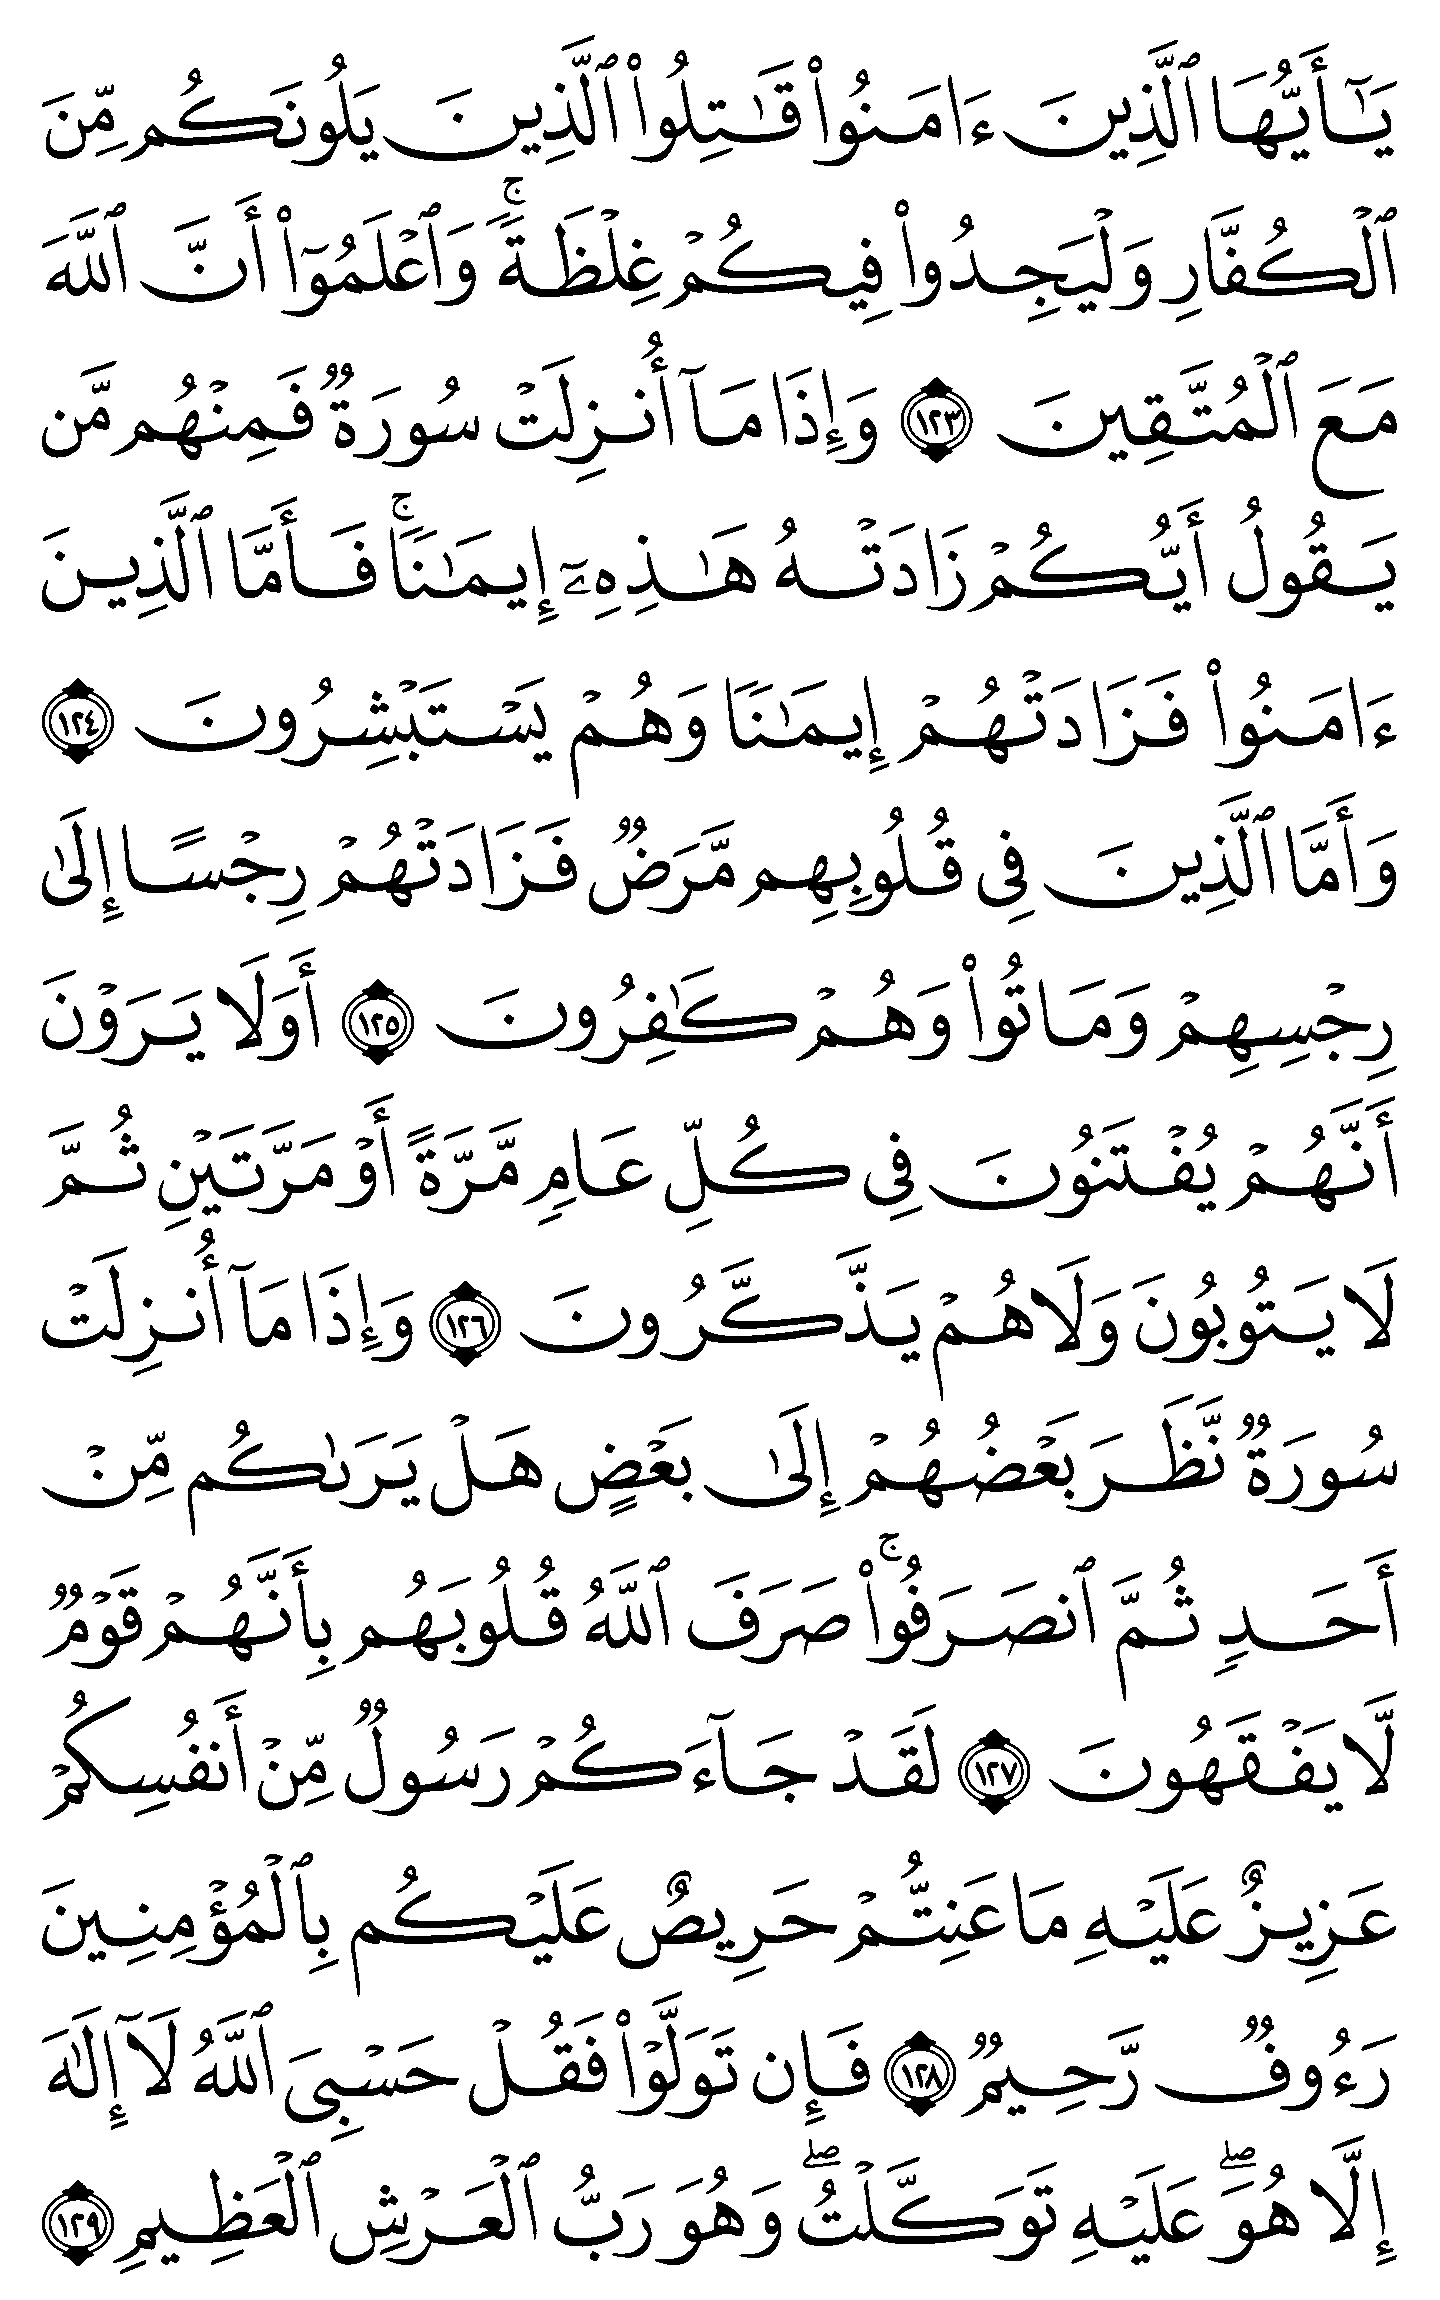 يَـٰٓأَيُّهَا ٱلَّذِينَ ءَامَنُوا۟ قَـٰتِلُوا۟ ٱلَّذِينَ يَلُونَكُم مِّنَ
ٱلْكُفَّارِ وَلْيَجِدُوا۟ فِيكُمْ غِلْظَةً ۚ وَٱعْلَمُوٓا۟ أَنَّ ٱللَّهَ
مَعَ ٱلْمُتَّقِينَ ١٢٣ وَإِذَا مَآ أُنزِلَتْ سُورَةٌ فَمِنْهُم مَّن
يَقُولُ أَيُّكُمْ زَادَتْهُ هَـٰذِهِۦٓ إِيمَـٰنًا ۚ فَأَمَّا ٱلَّذِينَ
ءَامَنُوا۟ فَزَادَتْهُمْ إِيمَـٰنًا وَهُمْ يَسْتَبْشِرُونَ ١٢٤
وَأَمَّا ٱلَّذِينَ فِى قُلُوبِهِم مَّرَضٌ فَزَادَتْهُمْ رِجْسًا إِلَىٰ
رِجْسِهِمْ وَمَاتُوا۟ وَهُمْ كَـٰفِرُونَ ١٢٥ أَوَلَا يَرَوْنَ
أَنَّهُمْ يُفْتَنُونَ فِى كُلِّ عَامٍ مَّرَّةً أَوْ مَرَّتَيْنِ ثُمَّ
لَا يَتُوبُونَ وَلَا هُمْ يَذَّكَّرُونَ ١٢٦ وَإِذَا مَآ أُنزِلَتْ
سُورَةٌ نَّظَرَ بَعْضُهُمْ إِلَىٰ بَعْضٍ هَلْ يَرَىٰكُم مِّنْ
أَحَدٍ ثُمَّ ٱنصَرَفُوا۟ ۚ صَرَفَ ٱللَّهُ قُلُوبَهُم بِأَنَّهُمْ قَوْمٌ
لَّا يَفْقَهُونَ ١٢٧ لَقَدْ جَآءَكُمْ رَسُولٌ مِّنْ أَنفُسِكُمْ
عَزِيزٌ عَلَيْهِ مَا عَنِتُّمْ حَرِيصٌ عَلَيْكُم بِٱلْمُؤْمِنِينَ
رَءُوفٌ رَّحِيمٌ ١٢٨ فَإِن تَوَلَّوْا۟ فَقُلْ حَسْبِىَ ٱللَّهُ لَآ إِلَـٰهَ
إِلَّا هُوَ ۖ عَلَيْهِ تَوَكَّلْتُ ۖ وَهُوَ رَبُّ ٱلْعَرْشِ ٱلْعَظِيمِ ١٢٩